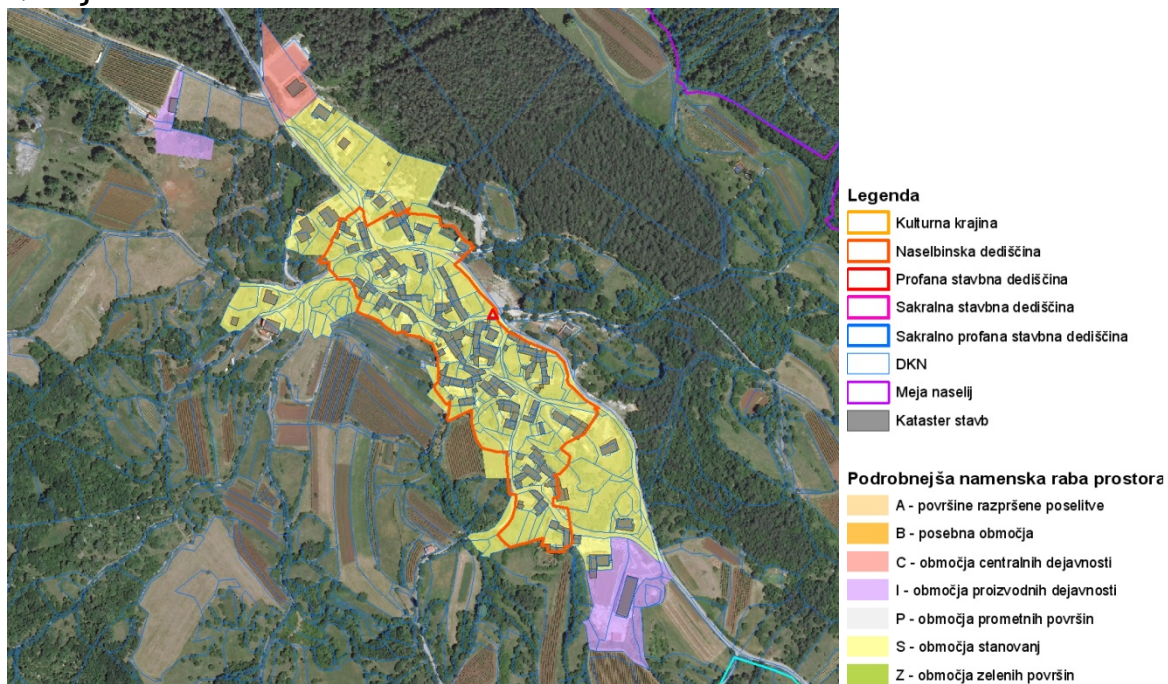 Legenda
Kulturna krajina
Naselbinska dediščina
Profana stavbna dediščina
Sakralna stavbna dediščina
Sakralno profana stavbna dediščina
DKN
Meja naselij
Kataster stavb
Podrobnejša namenska raba prostora
A - površine razpršene poselitve
B - posebna območja
C - območja centralnih dejavnosti
I - območja proizvodnih dejavnosti
P - območja prometnih površin
S - območja stanovanj
Z - območja zelenih površin